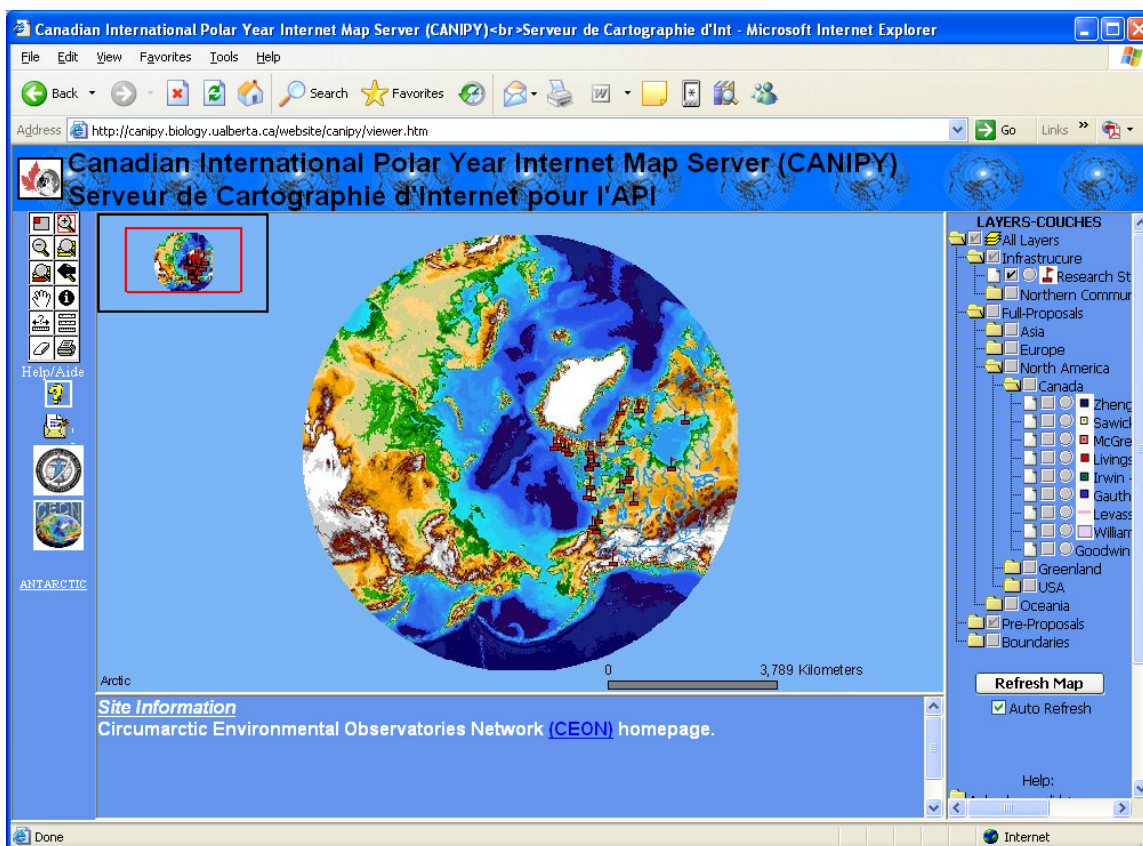 Canadian International Polar Year Internet Map Server (CANIPY)<br>Serveur de Cartographie d'Int - Microsoft Internet Explorer
File Edit View Favorites Tools Help
Back Search Favorites
Address http://canipy.biology.ualberta.ca/website/canipy/viewer.htm Go Links »
Canadian International Polar Year Internet Map Server (CANIPY)
Serveur de Cartographie d'Internet pour l'API
Help/Aide
CEON
ANTARCTIC
0 3,789 Kilometers
Arctic
Site Information
Circumarctic Environmental Observatories Network (CEON) homepage.
LAYERS-COUCHES
All Layers
Infrastrucure
Research St
Northern Commur
Full-Proposals
Asia
Europe
North America
Canada
Zheng
Sawick
McGre
Livings
Irwin -
Gauth
Levass
William
Goodwin
Greenland
USA
Oceania
Pre-Proposals
Boundaries
Refresh Map
Auto Refresh
Help:
Done
Internet